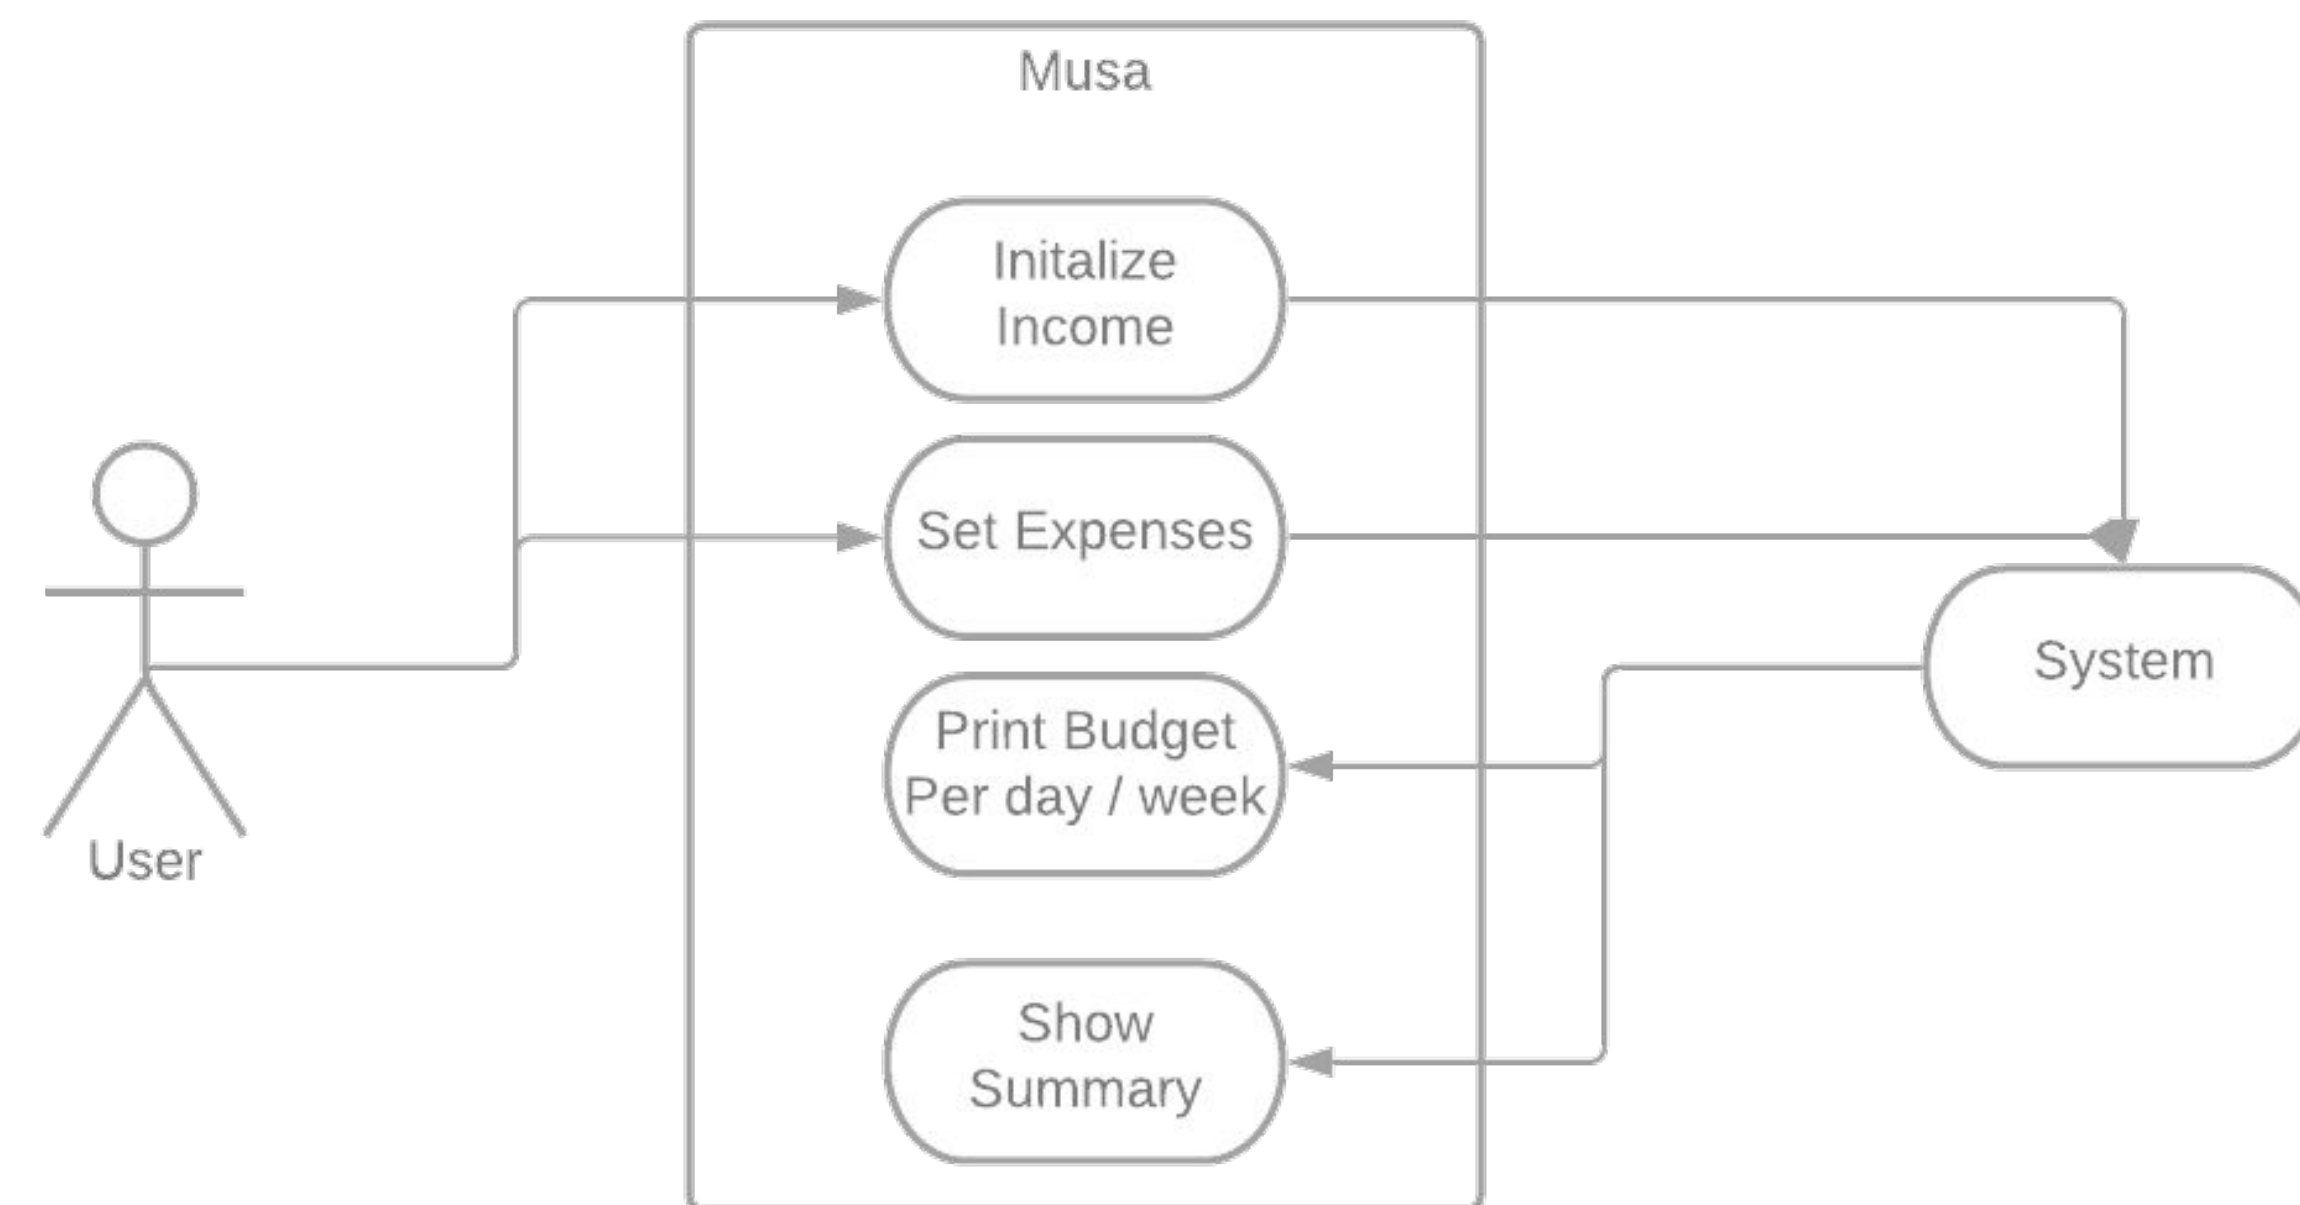 Musa
Initalize
Income
Set Expenses
System
Print Budget
Per day / week
User
Show
Summary